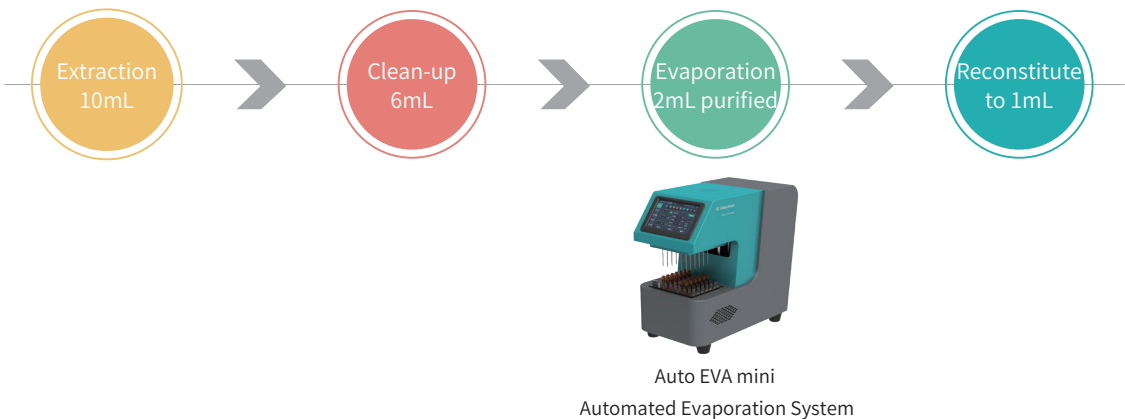 Extraction
10mL
Clean-up
6mL
Evaporation
2mL purified
Reconstitute
to 1mL
Auto EVA mini
Automated Evaporation System